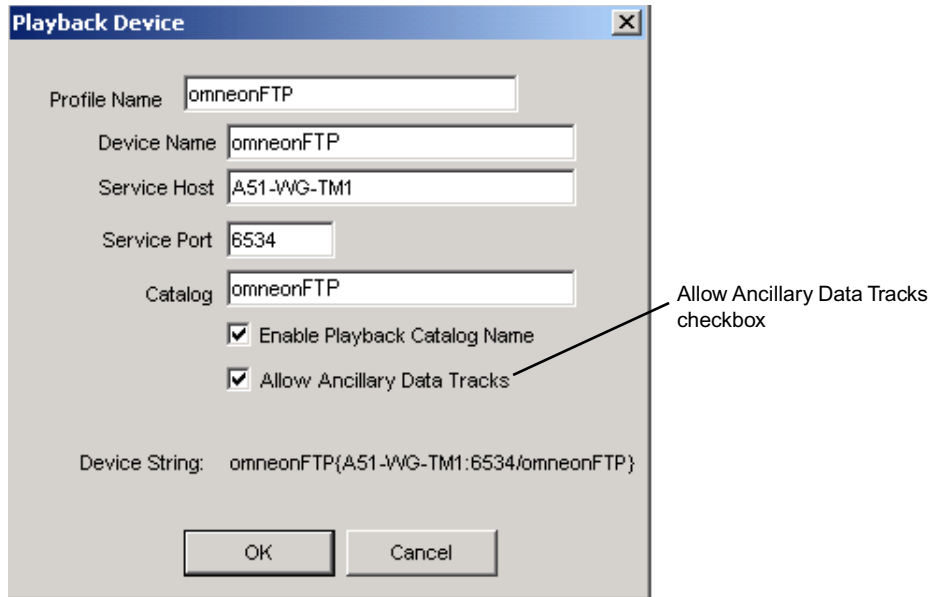 Playback Device
Profile Name omneonFTP
Device Name omneonFTP
Service Host A51-WG-TM1
Service Port 6534
Catalog omneonFTP
Enable Playback Catalog Name
Allow Ancillary Data Tracks
Allow Ancillary Data Tracks
checkbox
Device String: omneonFTP{A51-WG-TM1:6534/omneonFTP}
OK Cancel